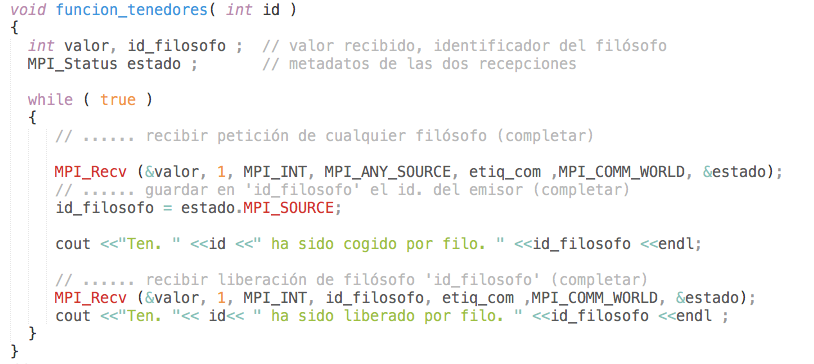 void funcion_tenedores( int id )
{
  int valor, id_filosofo ;  // valor recibido, identificador del filósofo
  MPI_Status estado ;       // metadatos de las dos recepciones

  while ( true )
  {
     // ...... recibir petición de cualquier filósofo (completar)

     MPI_Recv (&valor, 1, MPI_INT, MPI_ANY_SOURCE, etiq_com ,MPI_COMM_WORLD, &estado);
     // ...... guardar en 'id_filosofo' el id. del emisor (completar)
     id_filosofo = estado.MPI_SOURCE;

     cout <<"Ten. " <<id <<" ha sido cogido por filo. " <<id_filosofo <<endl;

     // ...... recibir liberación de filósofo 'id_filosofo' (completar)
     MPI_Recv (&valor, 1, MPI_INT, id_filosofo, etiq_com ,MPI_COMM_WORLD, &estado);
     cout <<"Ten. "<< id<< " ha sido liberado por filo. " <<id_filosofo <<endl ;
  }
}